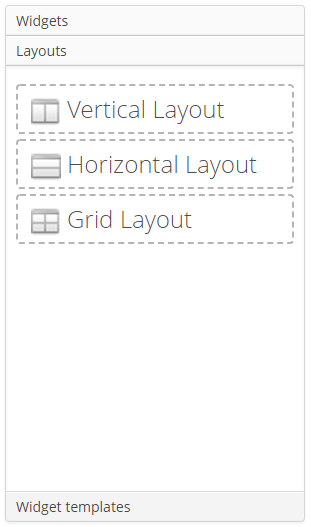 Widgets
Layouts
Vertical Layout
Horizontal Layout
Grid Layout
Widget templates